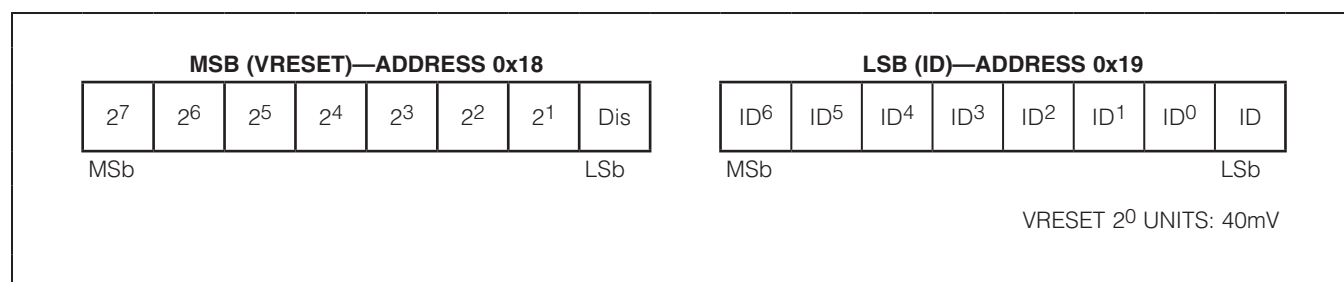 MSB (VRESET)—ADDRESS 0x18
2⁷ 2⁶ 2⁵ 2⁴ 2³ 2² 2¹ Dis
MSb LSb
LSB (ID)—ADDRESS 0x19
ID⁶ ID⁵ ID⁴ ID³ ID² ID¹ ID⁰ ID
MSb LSb
VRESET 2⁰ UNITS: 40mV